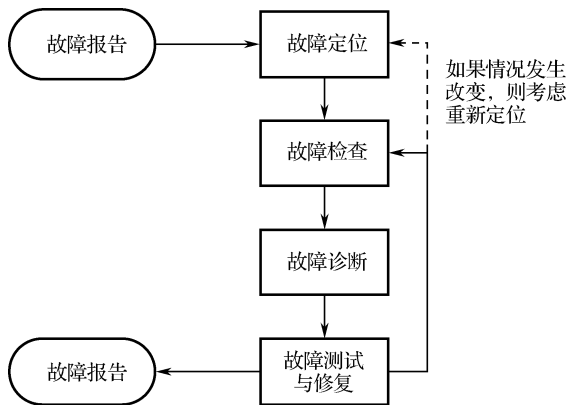 故障报告
故障定位
如果情况发生
改变，则考虑
重新定位
故障检查
故障诊断
故障报告
故障测试
与修复